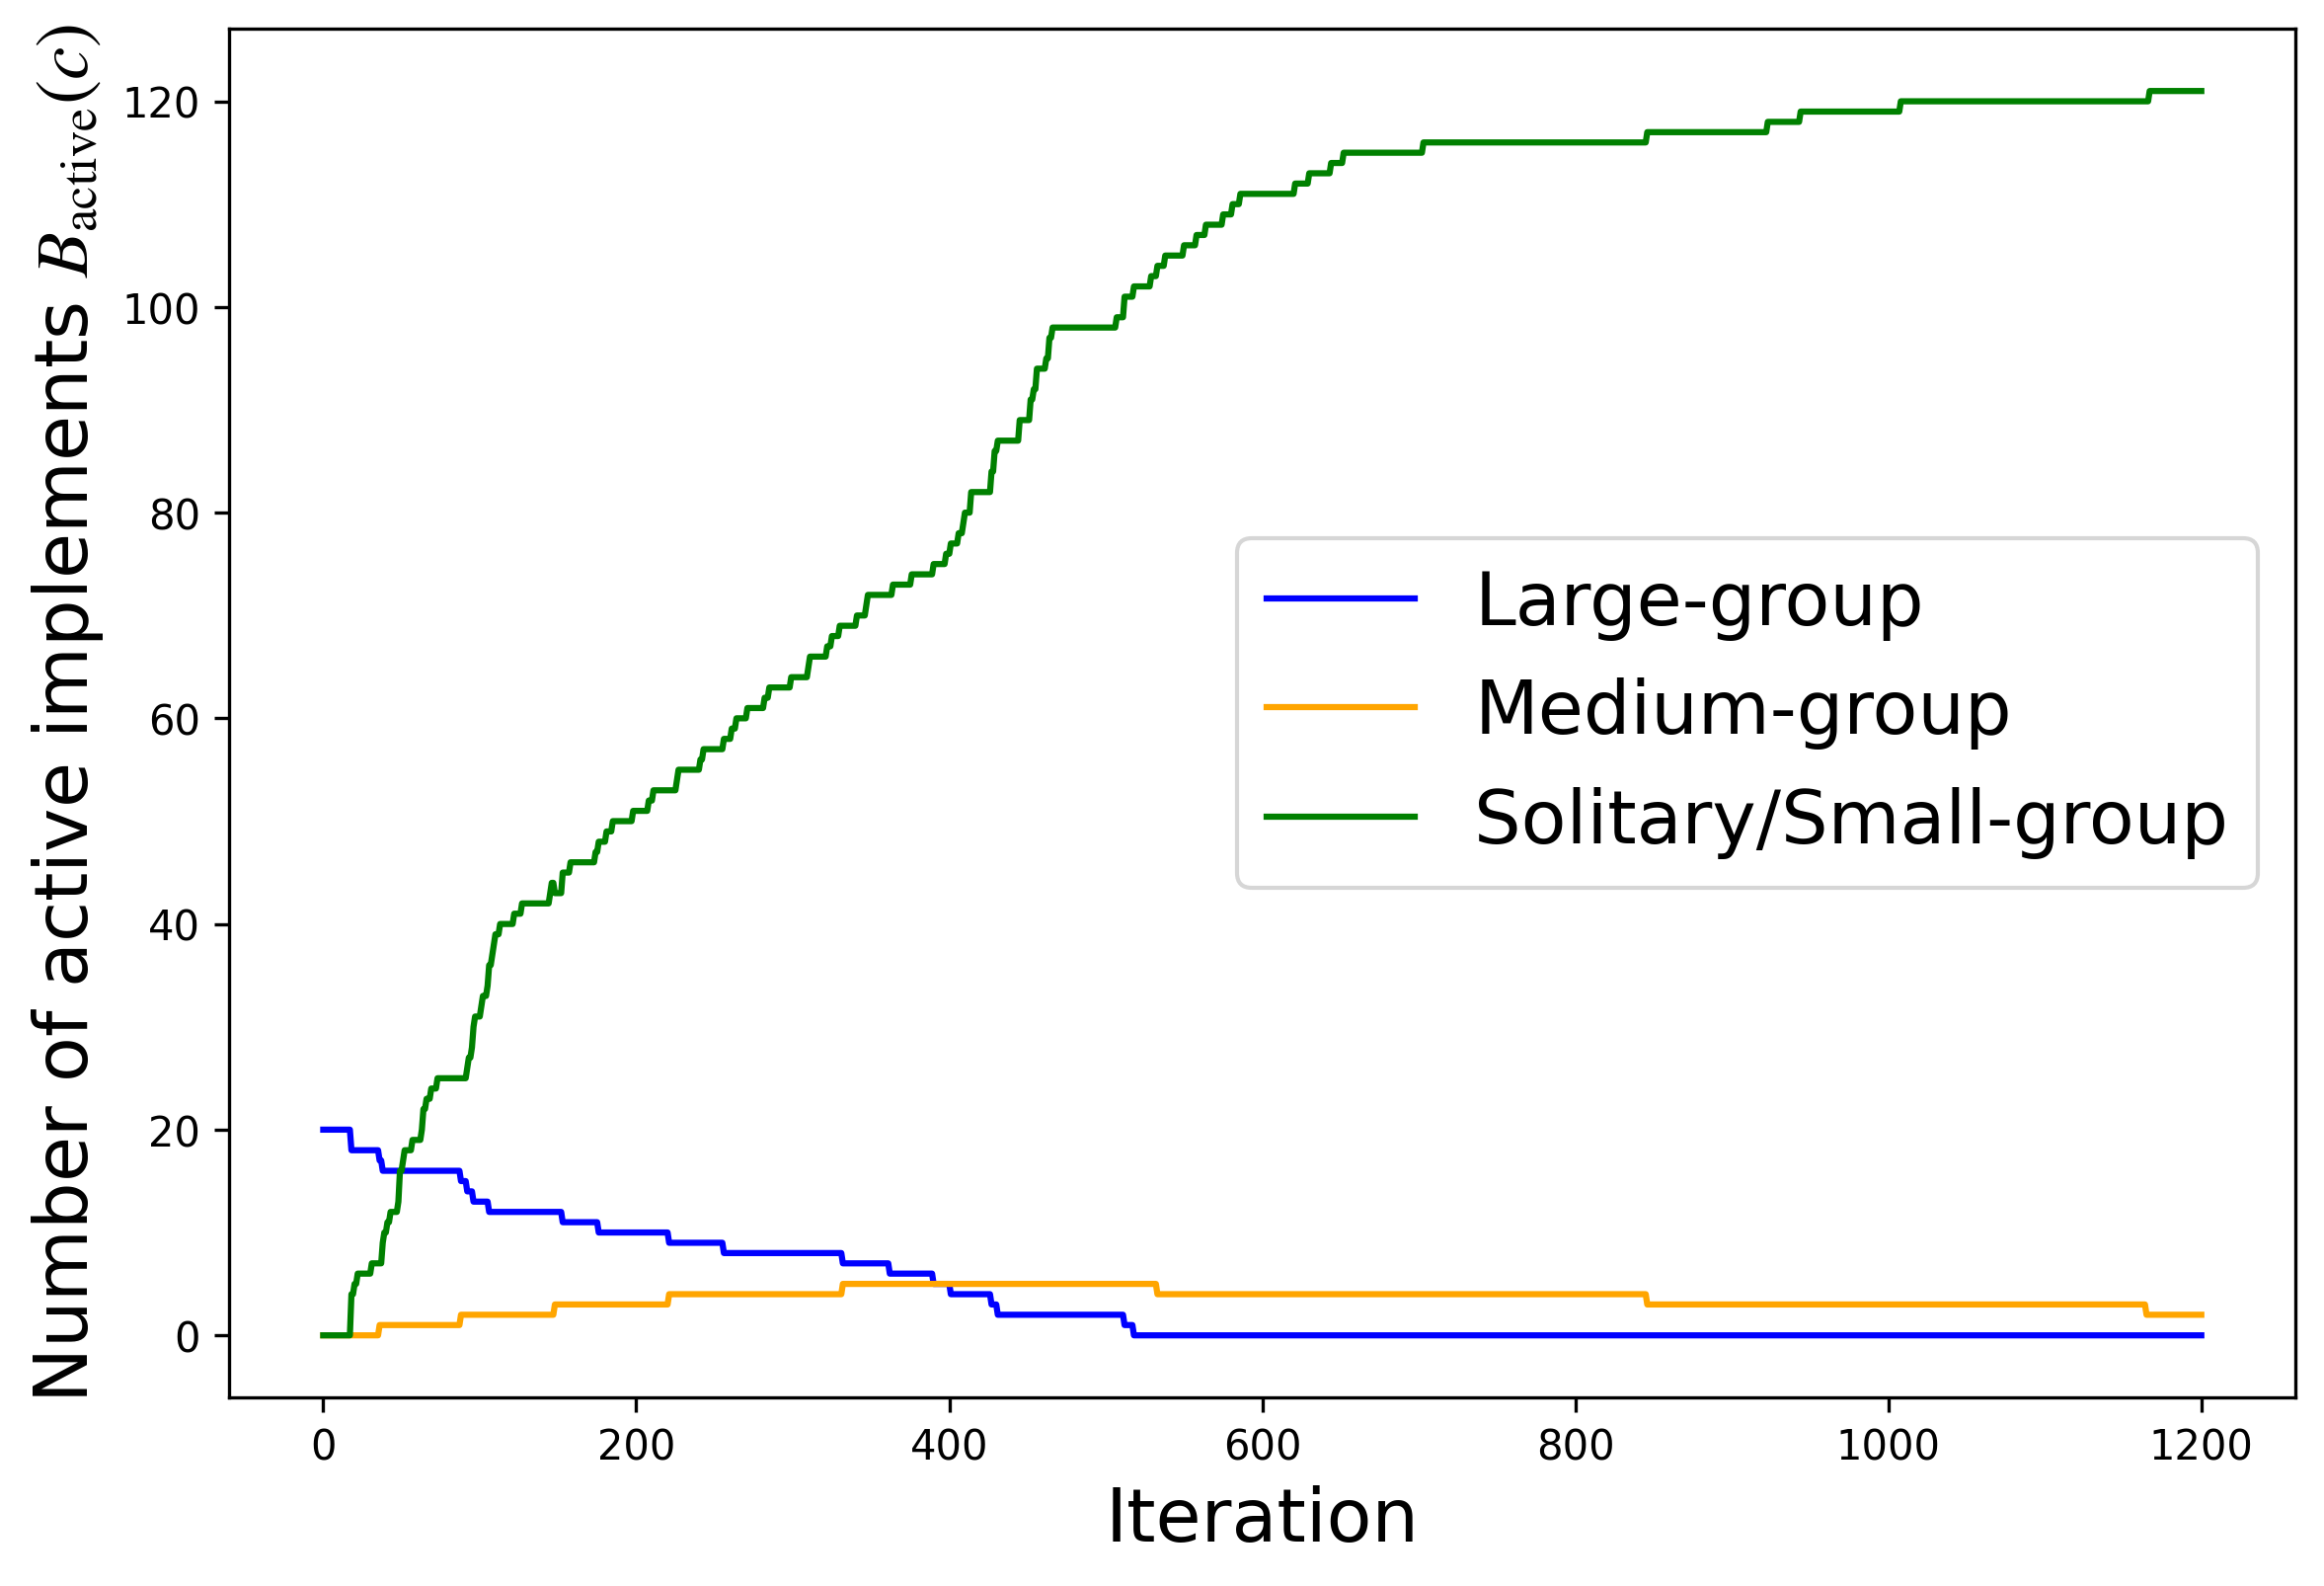 Number of active implements B_active(c)
120
100
80
60
40
20
0
Large-group
Medium-group
Solitary/Small-group
0 200 400 600 800 1000 1200
Iteration